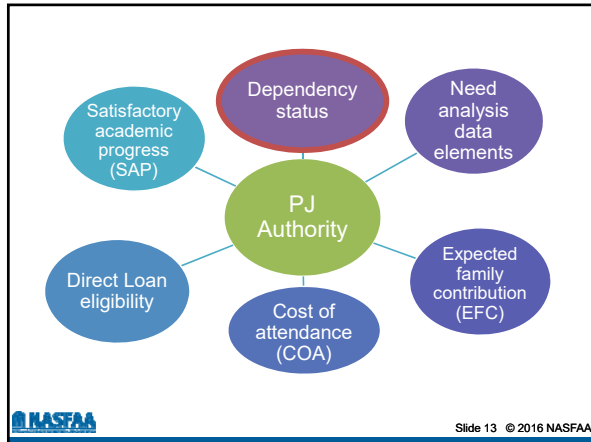 Dependency
status
Need
analysis
data
elements
Satisfactory
academic
progress
(SAP)
PJ
Authority
Direct Loan
eligibility
Expected
family
contribution
(EFC)
Cost of
attendance
(COA)
NASFAA
Slide 13 © 2016 NASFAA